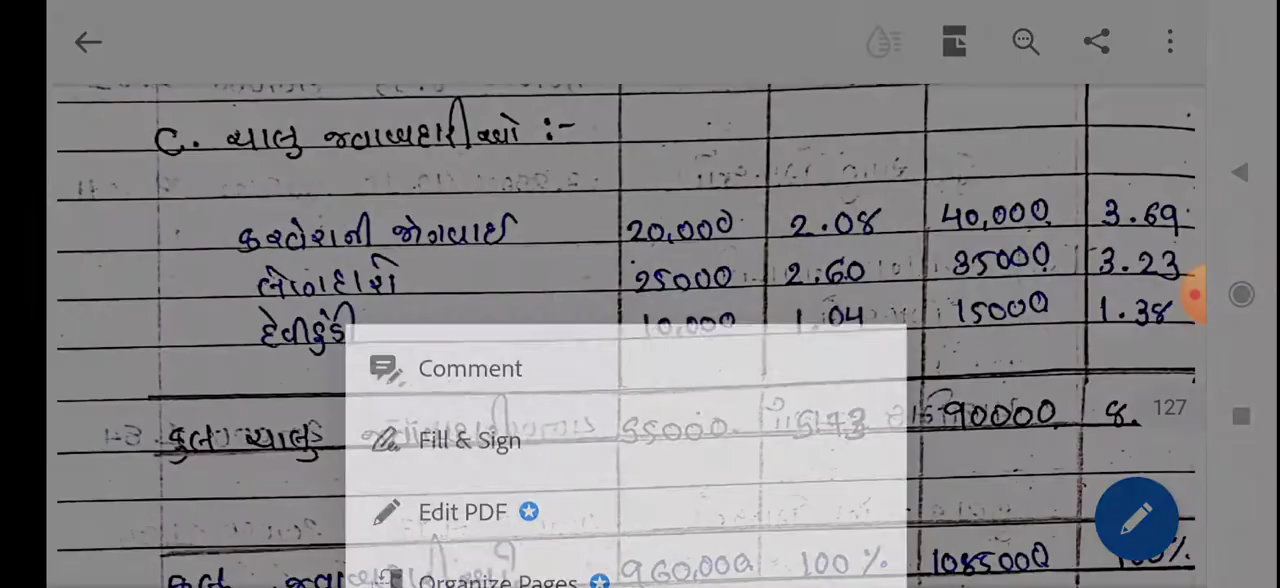 C. ચાલુ જવાબદારીઓ :-
કરવેરાની જોગવાઈ 20,000 2.08 40,000 3.69
લેણદારો 25000 2.60 35000 3.23
દેવીહુંડી 10,000 1.04 15000 1.38
Comment
કુલ ચાલુ 55000 5.73 90000 8. 127
Fill & Sign
Edit PDF
960,000 100 % 1085000
Organize Pages